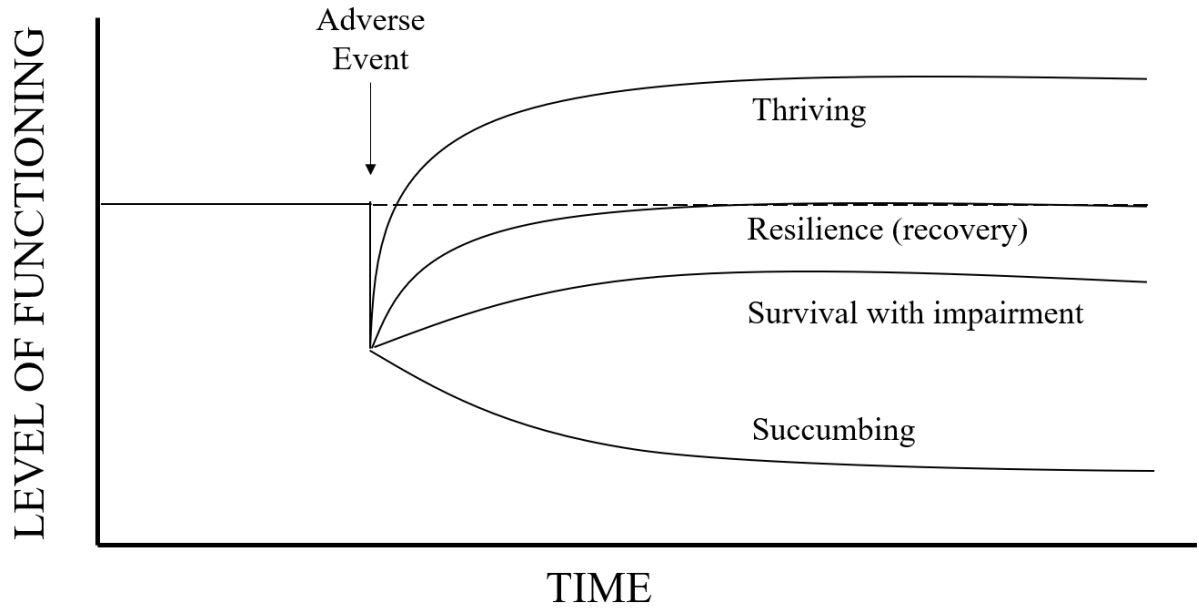 Adverse
Event
LEVEL OF FUNCTIONING
Thriving
Resilience (recovery)
Survival with impairment
Succumbing
TIME